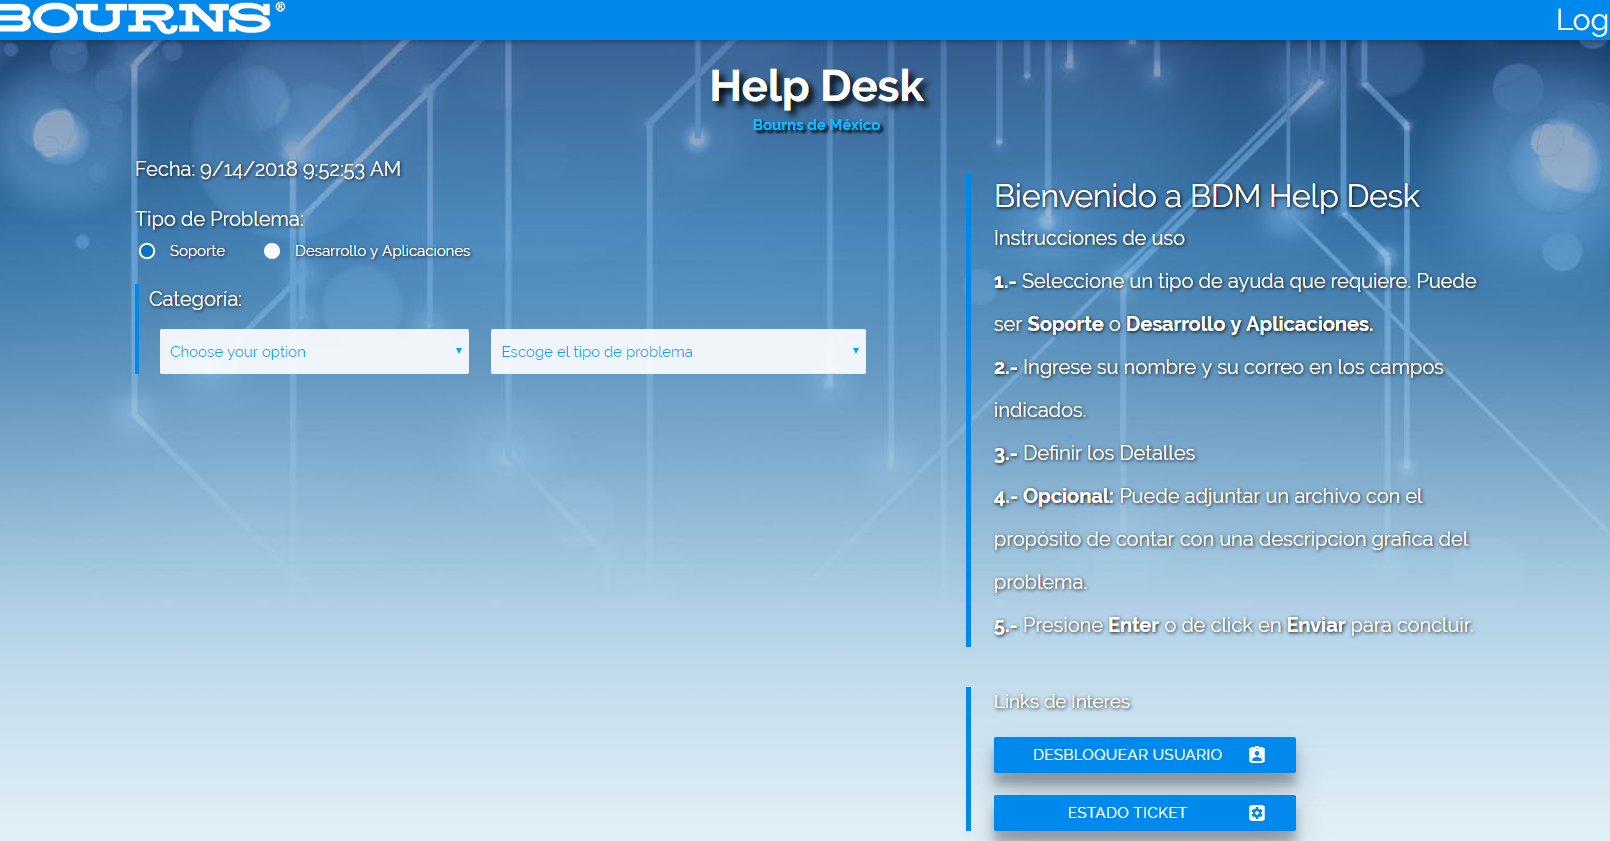 BOURNS®
Log
Help Desk
Bourns de México
Fecha: 9/14/2018 9:52:53 AM
Tipo de Problema:
Soporte Desarrollo y Aplicaciones
Categoría:
Choose your option
Escoge el tipo de problema
Bienvenido a BDM Help Desk
Instrucciones de uso
1.- Seleccione un tipo de ayuda que requiere. Puede
ser Soporte o Desarrollo y Aplicaciones.
2.- Ingrese su nombre y su correo en los campos
indicados.
3.- Definir los Detalles
4.- Opcional: Puede adjuntar un archivo con el
propósito de contar con una descripcion grafica del
problema.
5.- Presione Enter o de click en Enviar para concluir.
Links de Interes
DESBLOQUEAR USUARIO
ESTADO TICKET